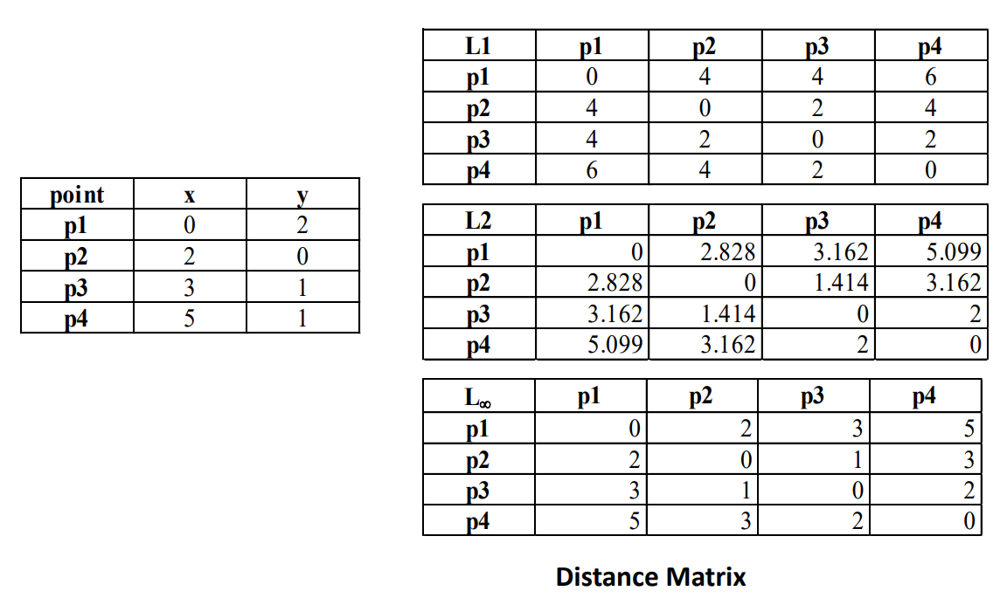 point x y
p1 0 2
p2 2 0
p3 3 1
p4 5 1
L1 p1 p2 p3 p4
p1 0 4 4 6
p2 4 0 2 4
p3 4 2 0 2
p4 6 4 2 0
L2 p1 p2 p3 p4
p1 0 2.828 3.162 5.099
p2 2.828 0 1.414 3.162
p3 3.162 1.414 0 2
p4 5.099 3.162 2 0
L∞ p1 p2 p3 p4
p1 0 2 3 5
p2 2 0 1 3
p3 3 1 0 2
p4 5 3 2 0
Distance Matrix